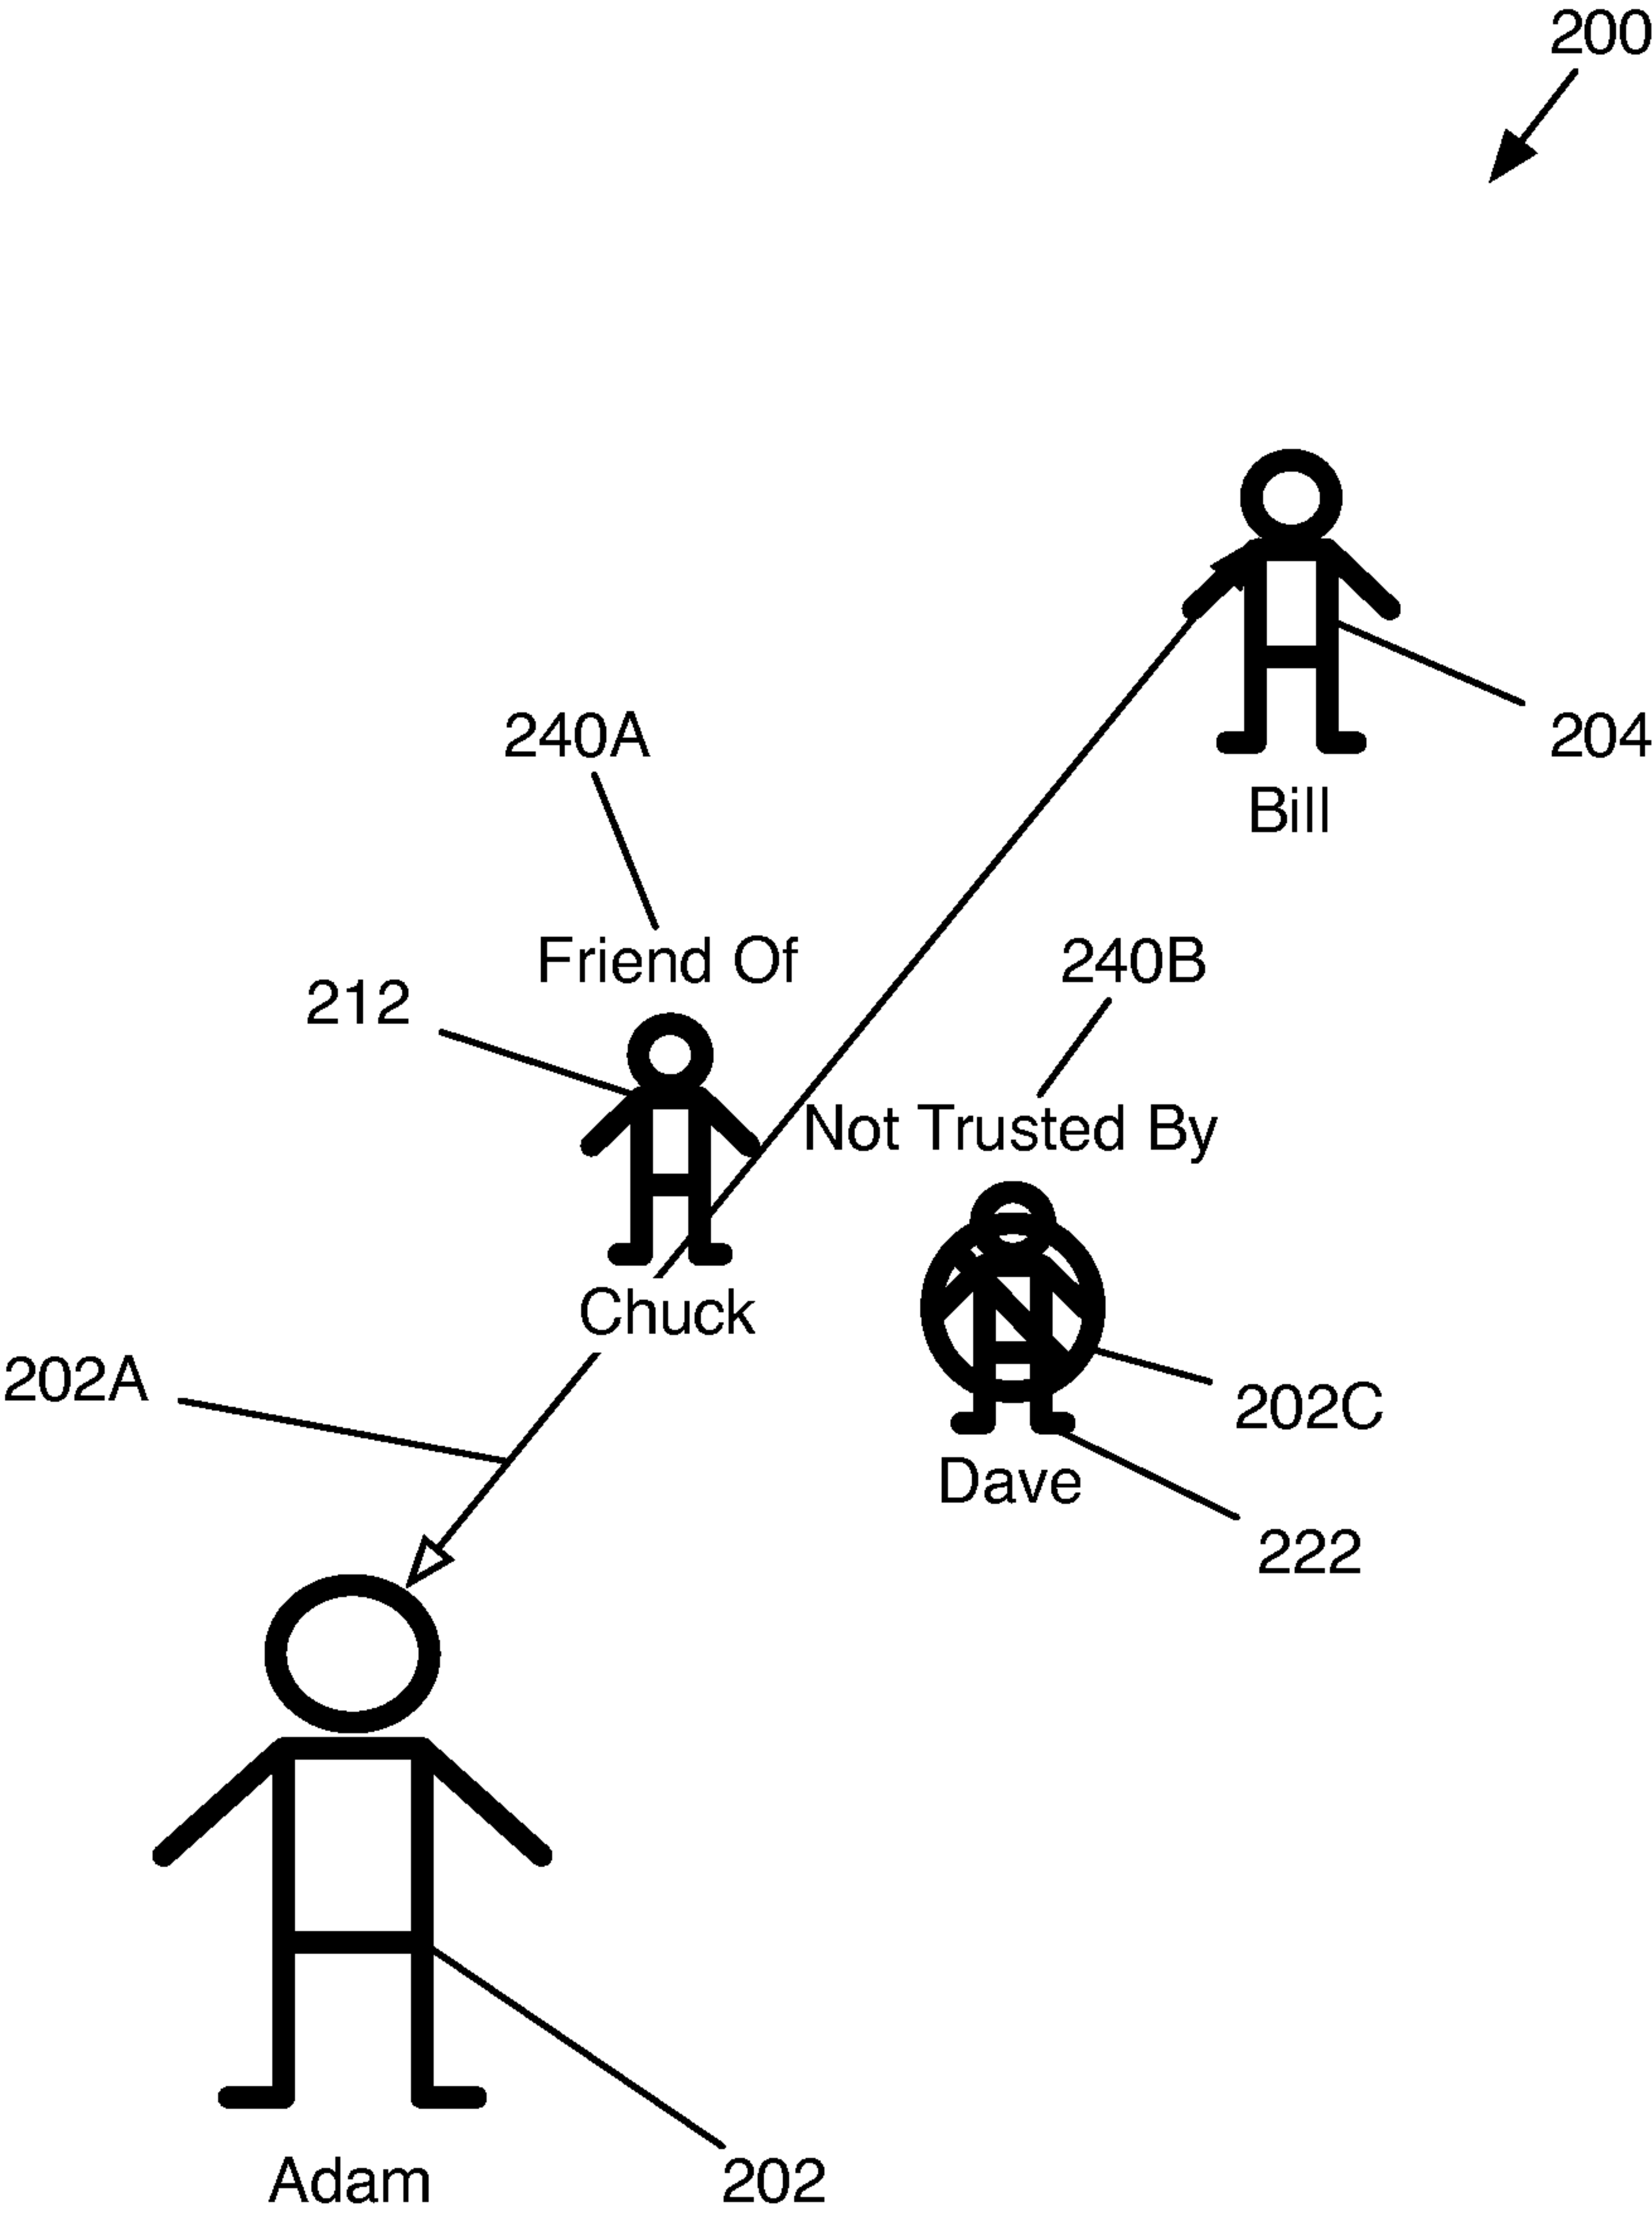 200
240A
204
Bill
Friend Of
240B
212
Not Trusted By
Chuck
202A
202C
Dave
222
Adam
202